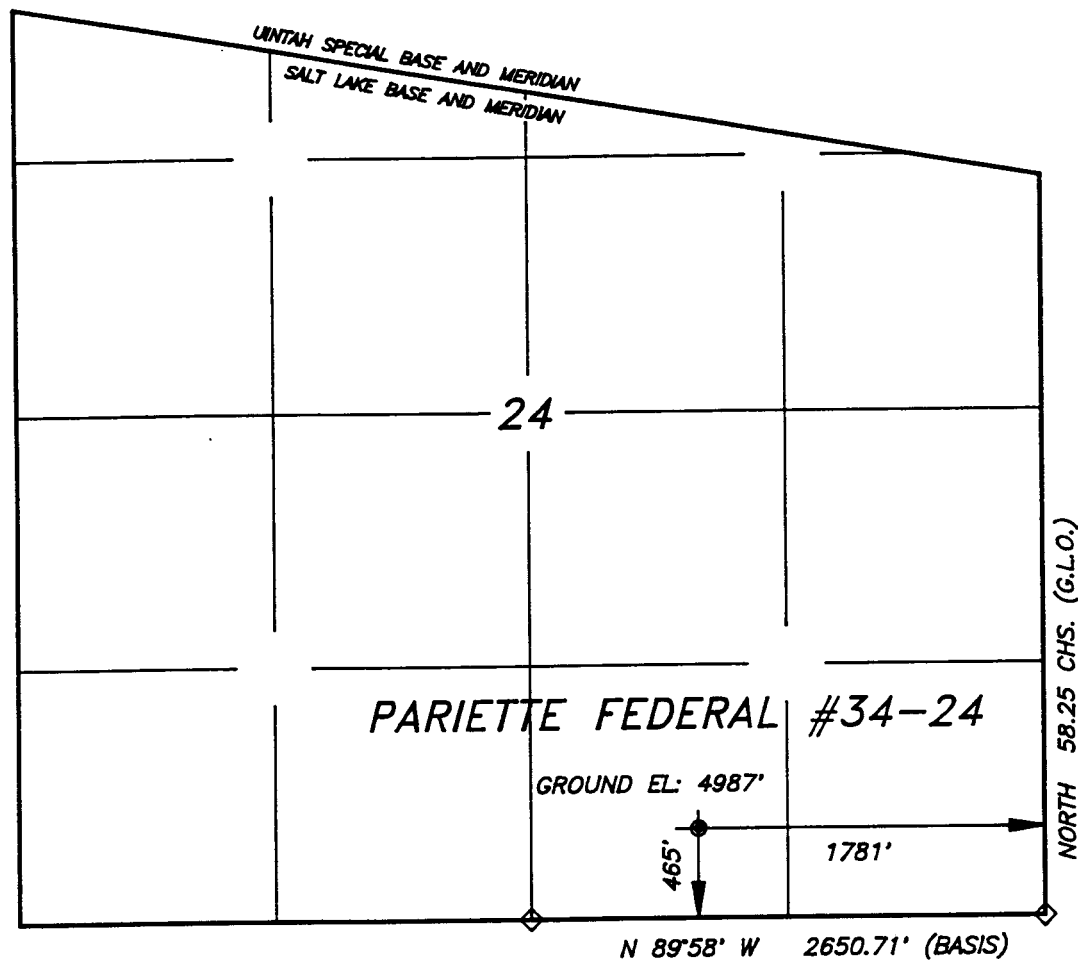 UINTAH SPECIAL BASE AND MERIDIAN
SALT LAKE BASE AND MERIDIAN
24
NORTH 58.25 CHS. (G.L.O.)
PARIETTE FEDERAL #34-24
GROUND EL: 4987'
465'
1781'
N 89°58' W 2650.71' (BASIS)